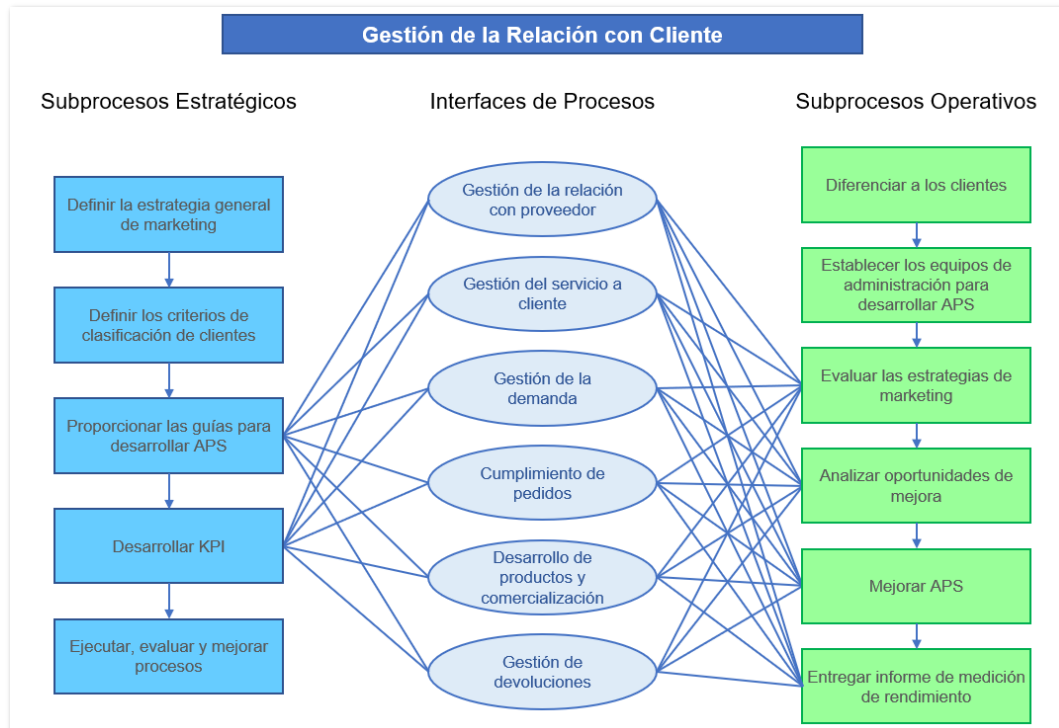 Gestión de la Relación con Cliente
Subprocesos Estratégicos
Interfaces de Procesos
Subprocesos Operativos
Definir la estrategia general
de marketing
Definir los criterios de
clasificación de clientes
Proporcionar las guías para
desarrollar APS
Desarrollar KPI
Ejecutar, evaluar y mejorar
procesos
Gestión de la relación
con proveedor
Gestión del servicio a
cliente
Gestión de la
demanda
Cumplimiento de
pedidos
Desarrollo de
productos y
comercialización
Gestión de
devoluciones
Diferenciar a los clientes
Establecer los equipos de
administración para
desarrollar APS
Evaluar las estrategias de
marketing
Analizar oportunidades de
mejora
Mejorar APS
Entregar informe de medición
de rendimiento